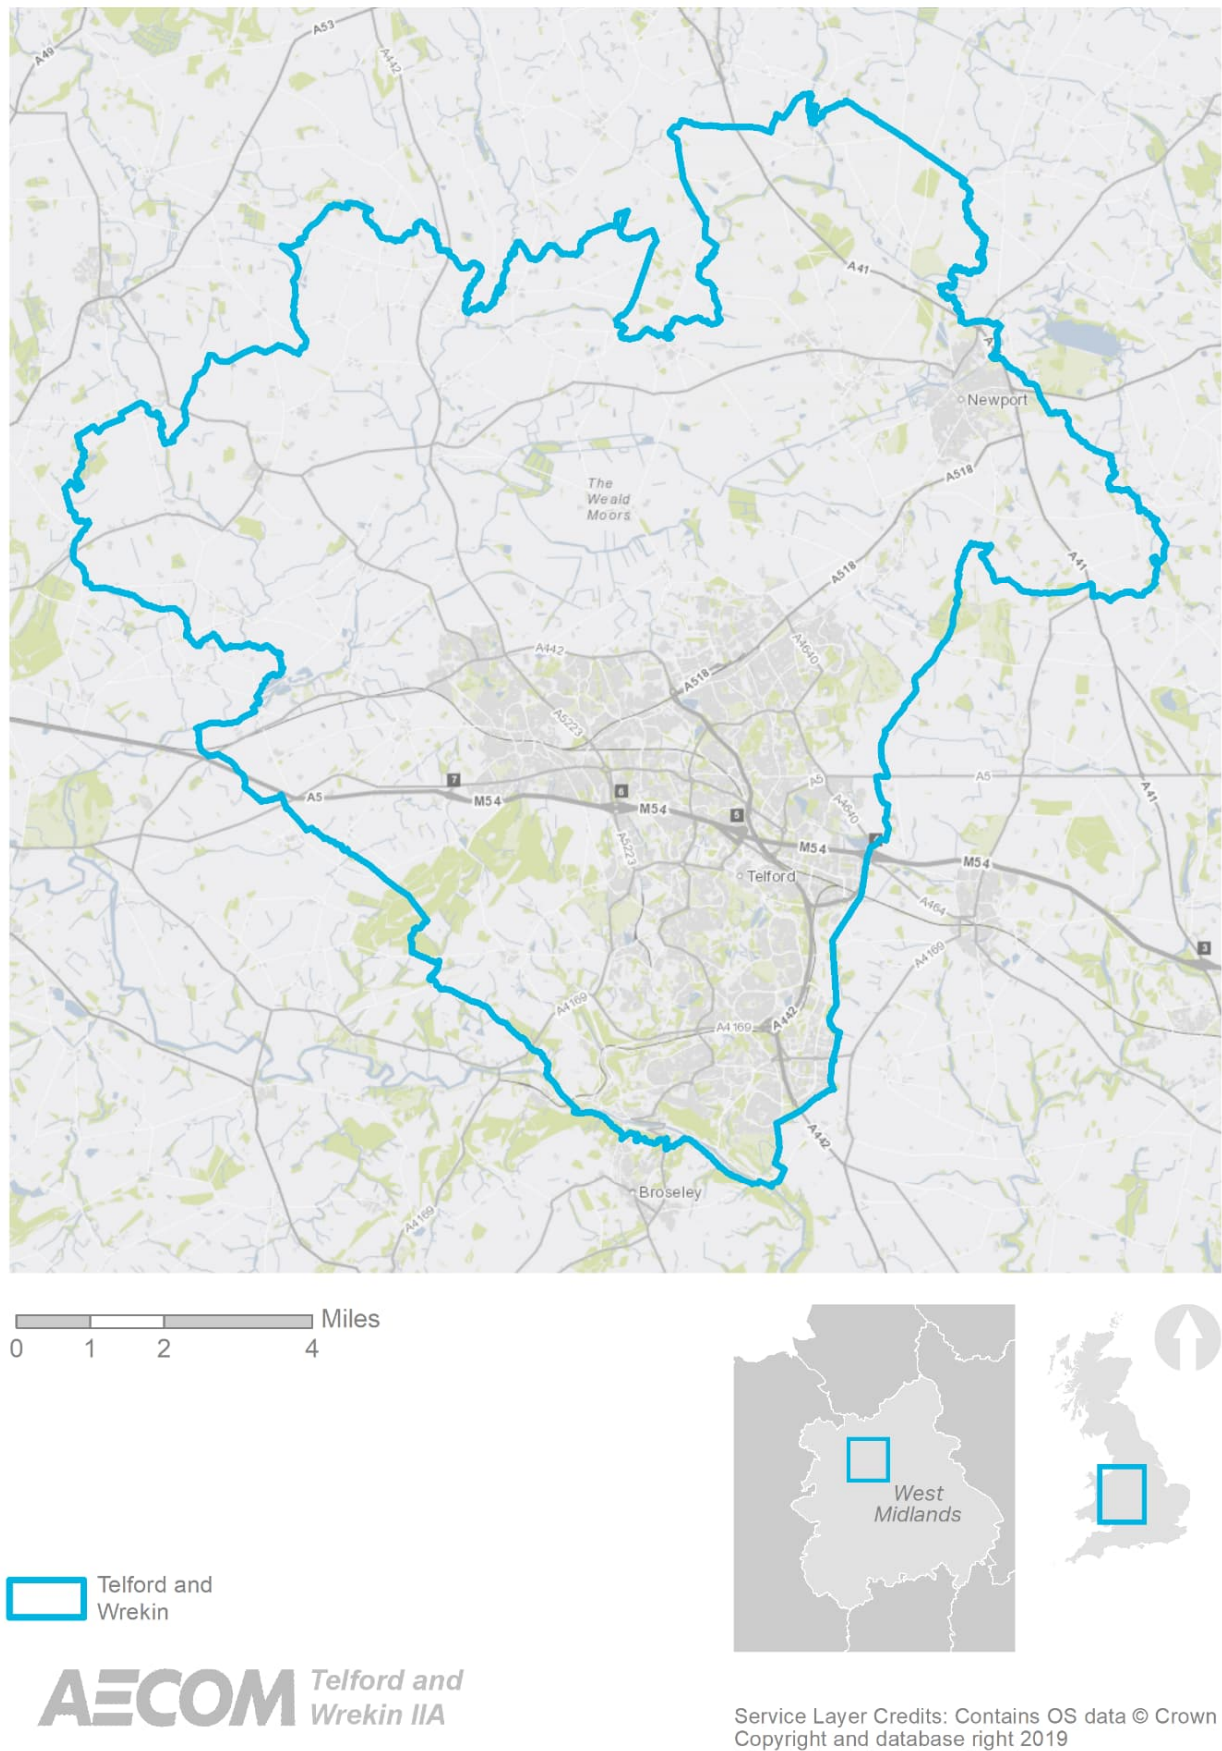 A49
A53
A442
A41
A
Newport
A518
The
Weald
Moors
A518
A41
A442
A4640
A518
A5223
A5
A5
A41
7
6
A5
M54
M54
A4640
5
4
M54
M54
A5223
Telford
A464
A4169
3
A4169
A4169
A442
A442
Broseley
A4169
Miles
0 1 2 4
West
Midlands
Telford and
Wrekin
AECOM
Telford and
Wrekin IIA
Service Layer Credits: Contains OS data © Crown
Copyright and database right 2019